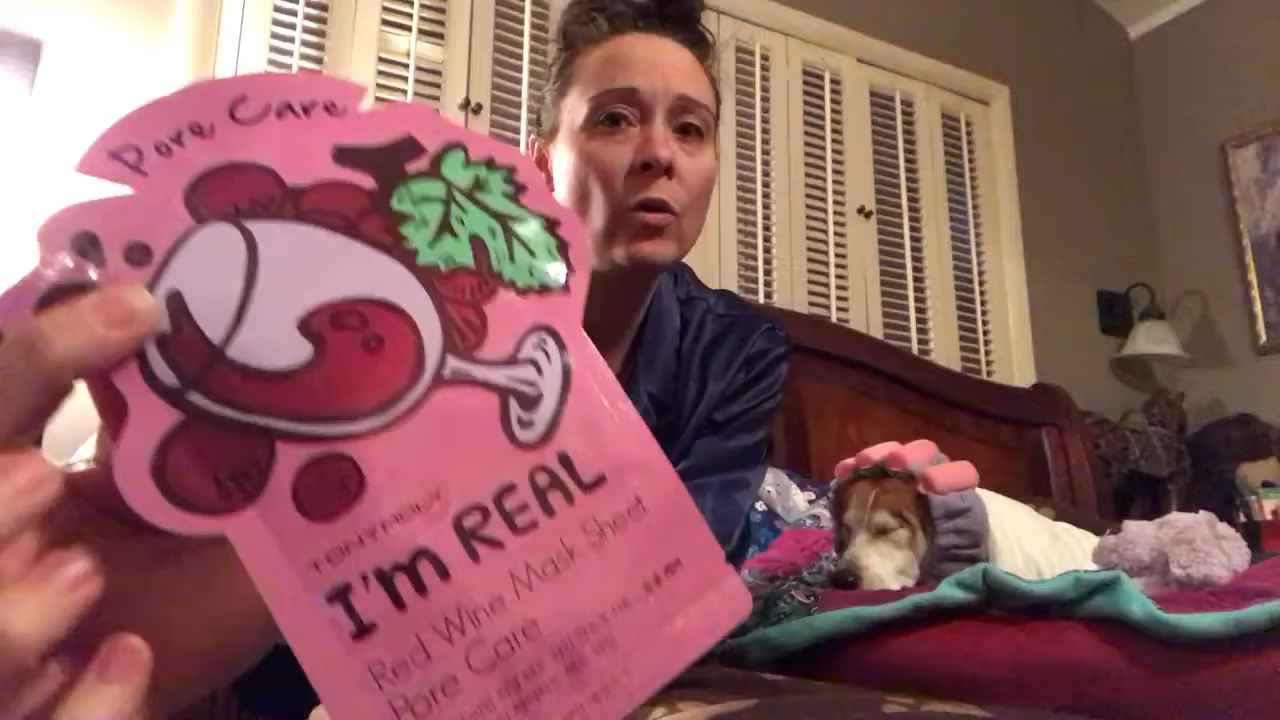 Pore Care
TONYMOLY
I'm REAL
Red Wine Mask Sheet
Pore Care